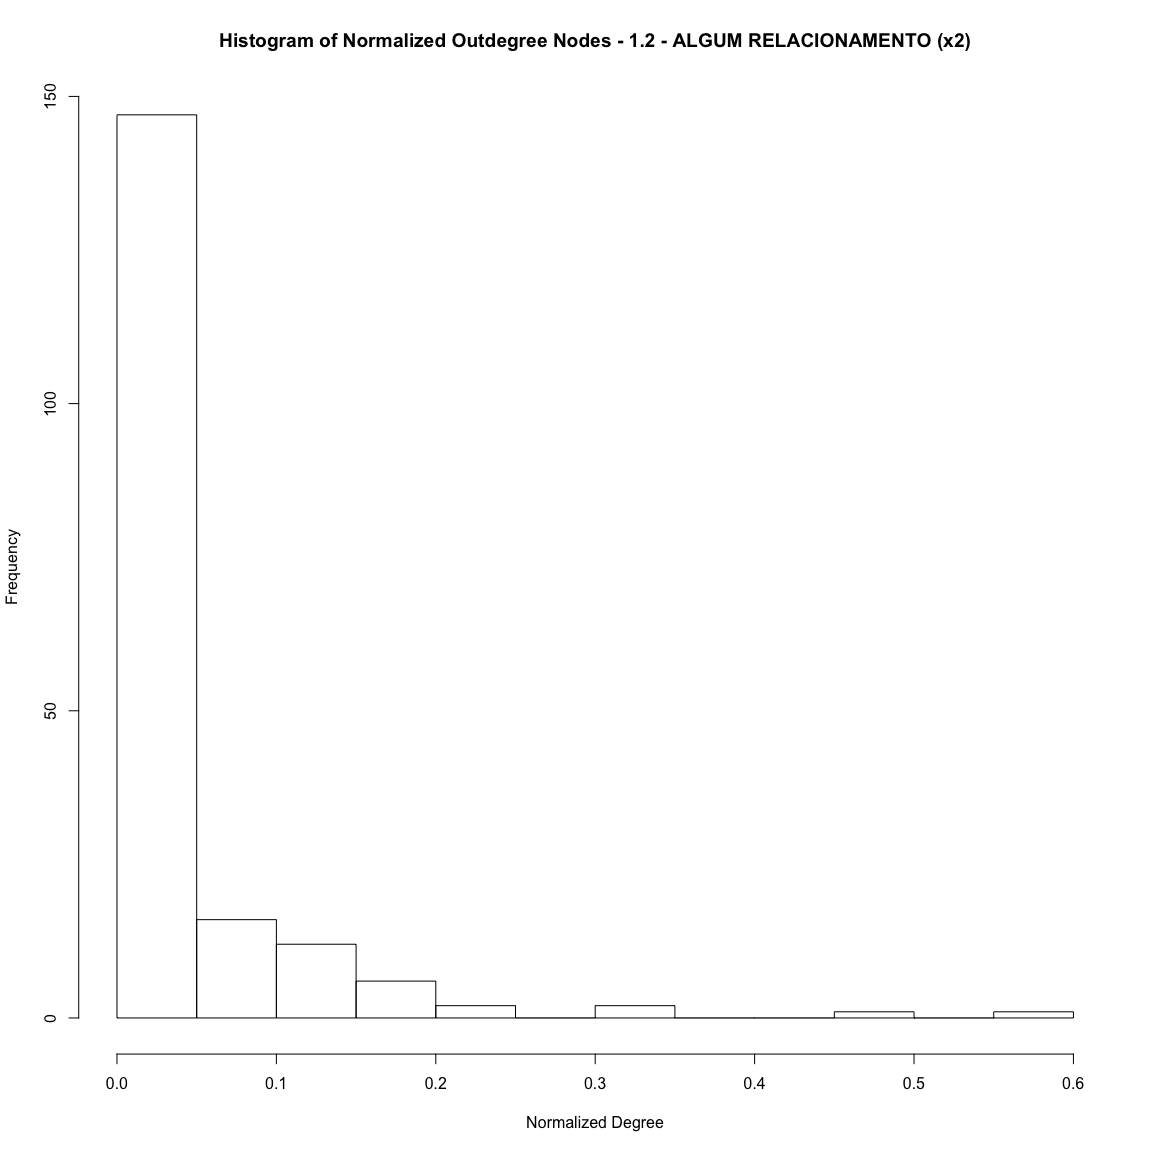 Histogram of Normalized Outdegree Nodes - 1.2 - ALGUM RELACIONAMENTO (x2)
150
100
50
0
Frequency
0.0 0.1 0.2 0.3 0.4 0.5 0.6
Normalized Degree